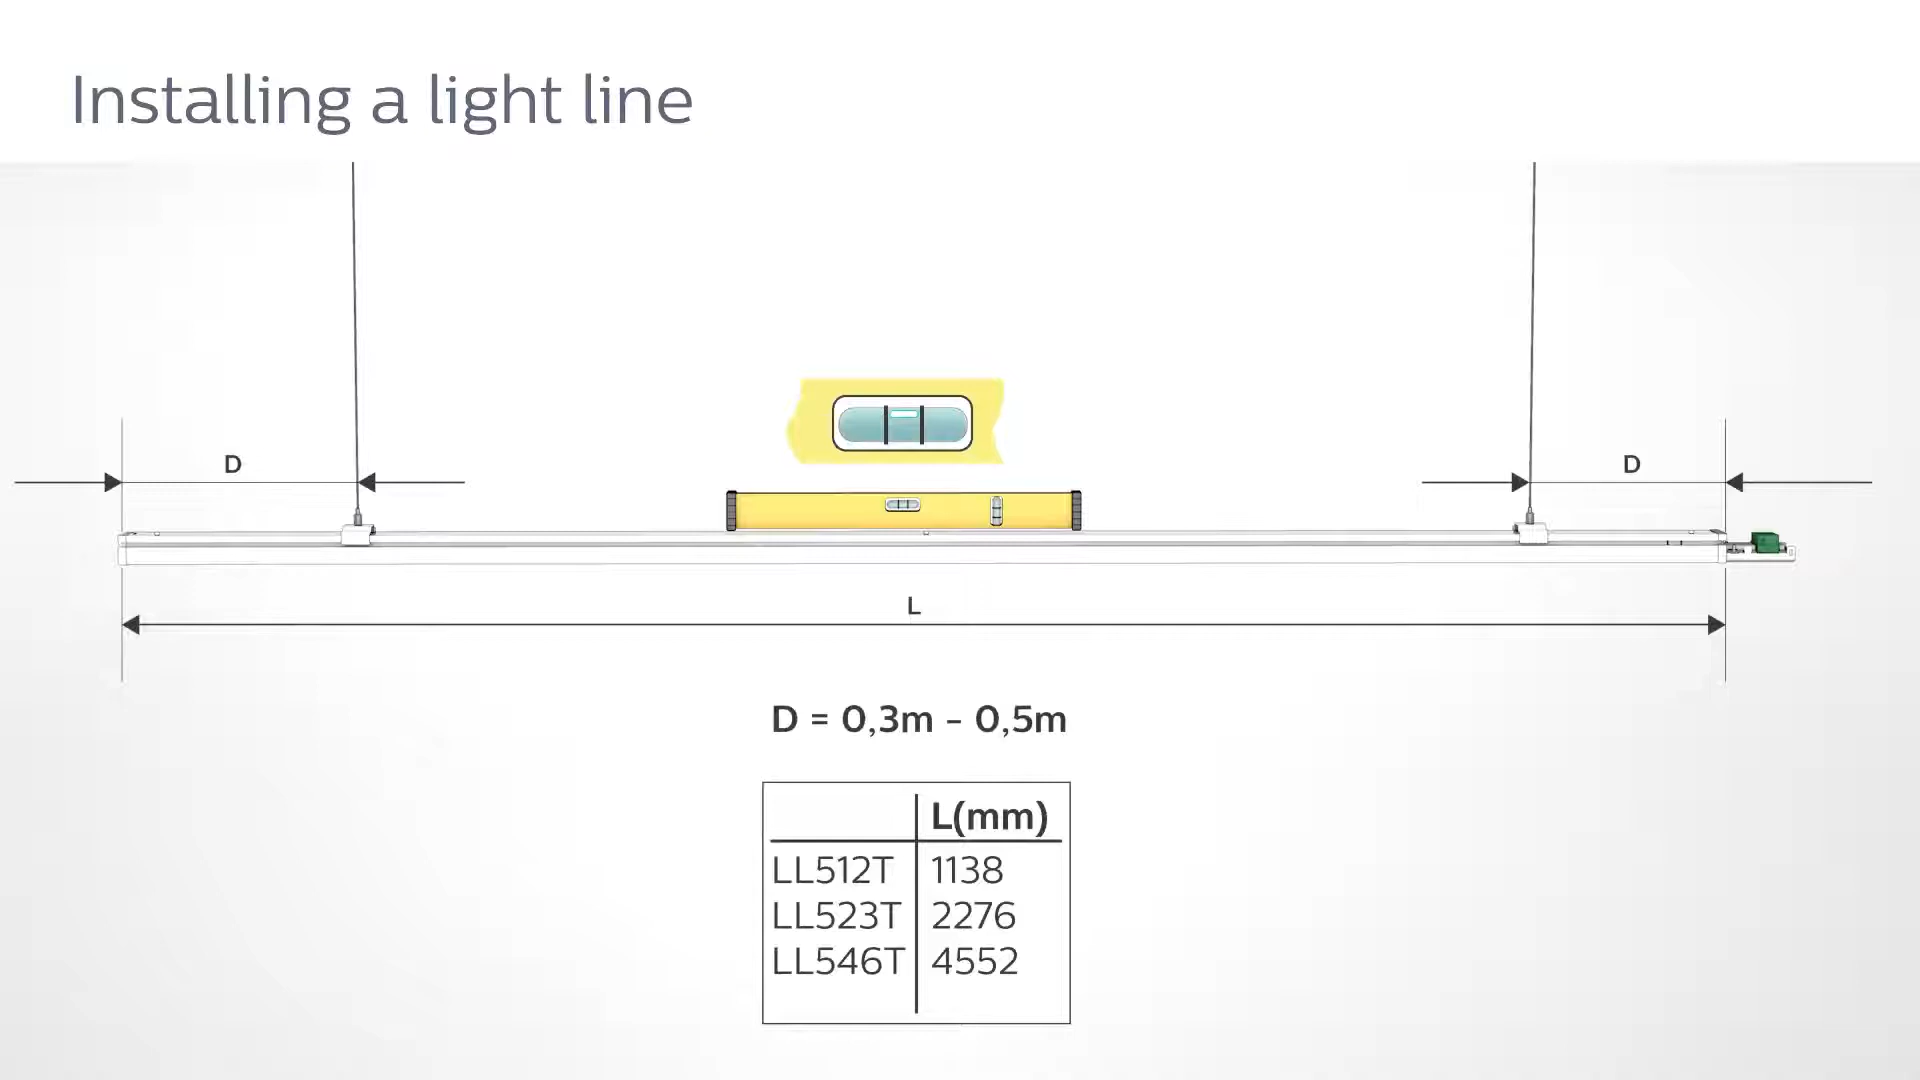 Installing a light line
D
D
L
D = 0,3m - 0,5m
L(mm)
LL512T 1138
LL523T 2276
LL546T 4552